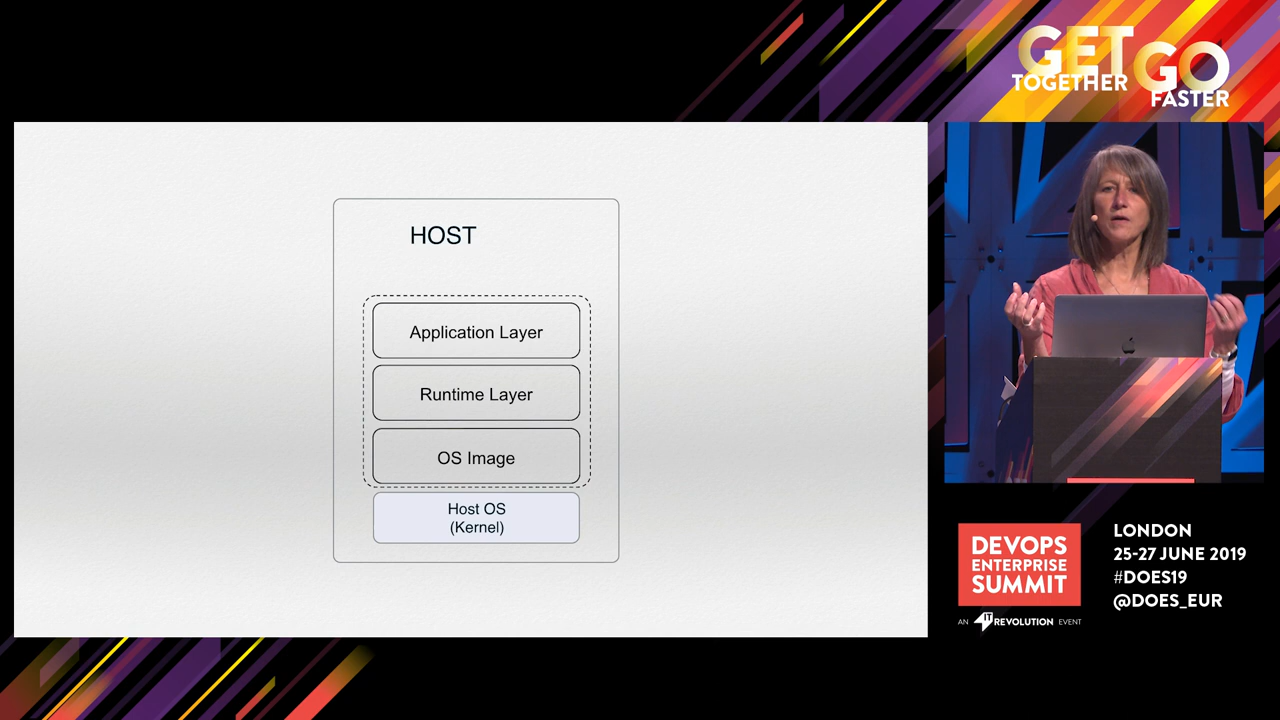 GET
TOGETHER
GO
FASTER
HOST
Application Layer
Runtime Layer
OS Image
Host OS
(Kernel)
DEVOPS
ENTERPRISE
SUMMIT
AN IT REVOLUTION EVENT
LONDON
25-27 JUNE 2019
#DOES19
@DOES_EUR